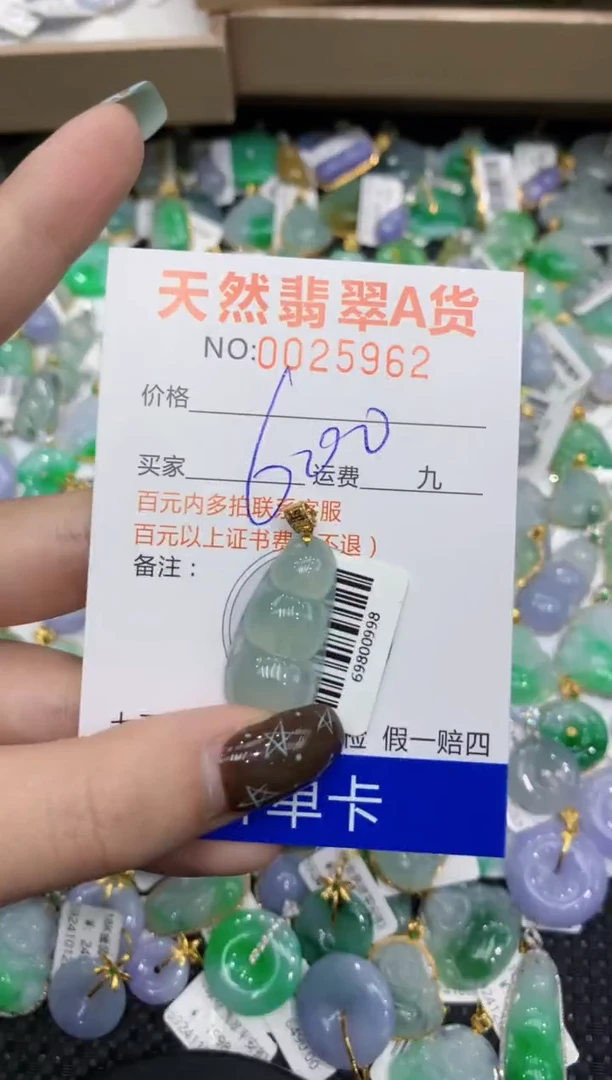 天然翡翠A货
NO:0025962
价格
6290
买家 运费 九
百元内多拍联系客服
百元以上证书费 不退)
备注:
69800998
检 假一赔四
单卡